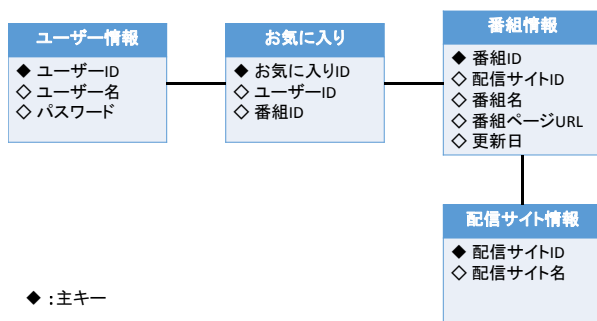 ユーザー情報
◆ ユーザーID
◇ ユーザー名
◇ パスワード
お気に入り
◆ お気に入りID
◇ ユーザーID
◇ 番組ID
番組情報
◆ 番組ID
◇ 配信サイトID
◇ 番組名
◇ 番組ページURL
◇ 更新日
配信サイト情報
◆ 配信サイトID
◇ 配信サイト名
◆ :主キー